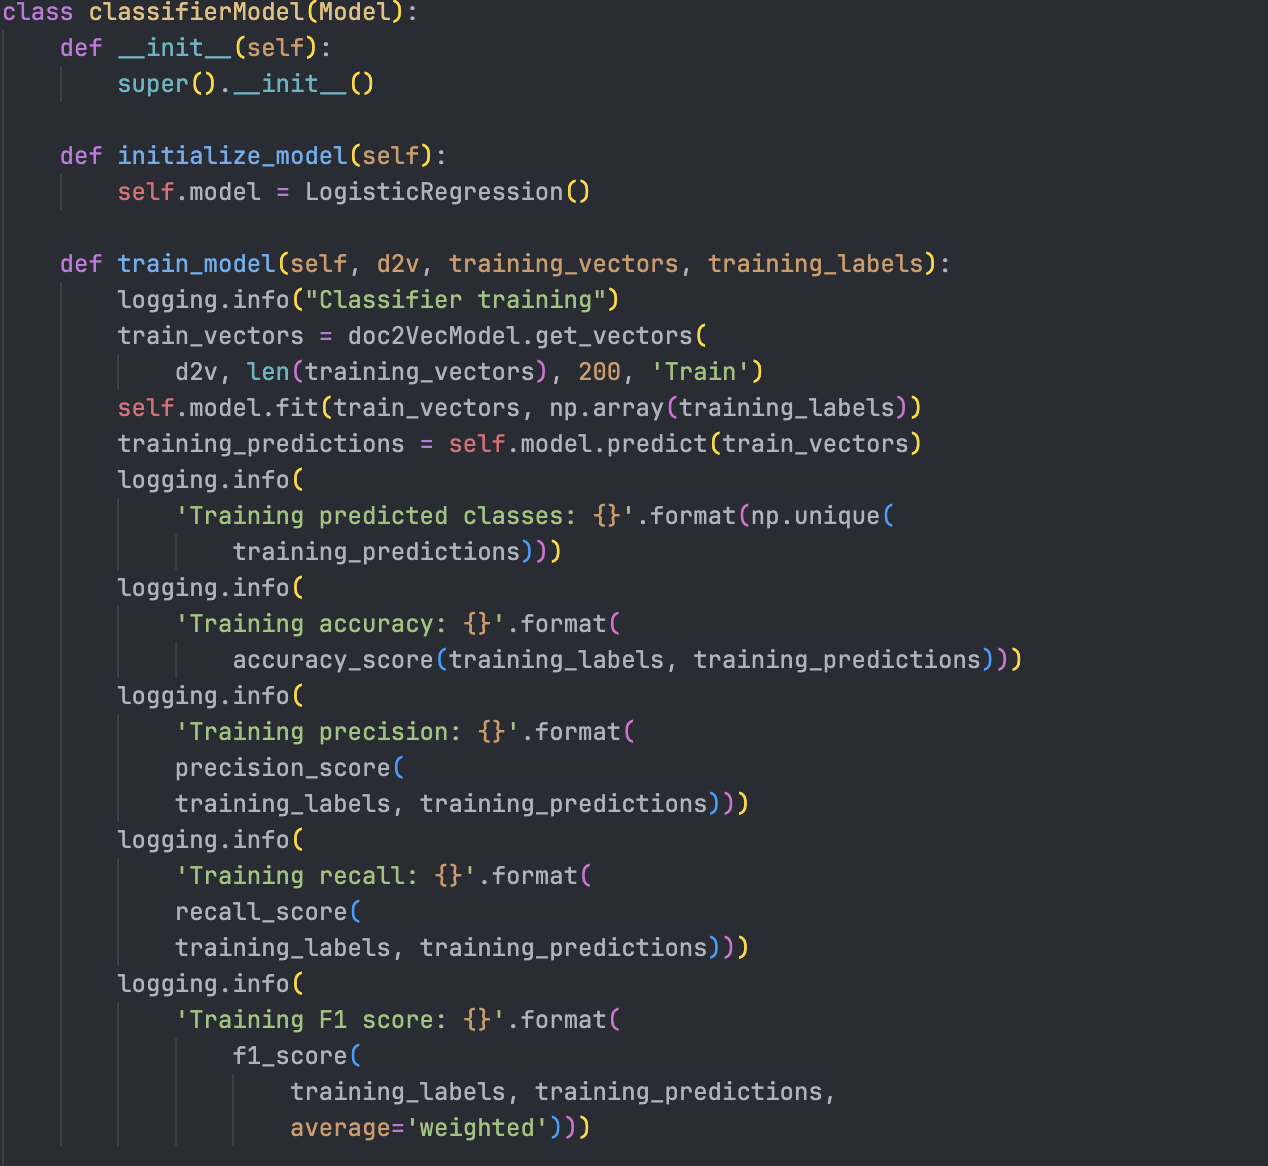 class classifierModel(Model):
    def __init__(self):
        super().__init__()

    def initialize_model(self):
        self.model = LogisticRegression()

    def train_model(self, d2v, training_vectors, training_labels):
        logging.info("Classifier training")
        train_vectors = doc2VecModel.get_vectors(
            d2v, len(training_vectors), 200, 'Train')
        self.model.fit(train_vectors, np.array(training_labels))
        training_predictions = self.model.predict(train_vectors)
        logging.info(
            'Training predicted classes: {}'.format(np.unique(
                training_predictions)))
        logging.info(
            'Training accuracy: {}'.format(
                accuracy_score(training_labels, training_predictions)))
        logging.info(
            'Training precision: {}'.format(
            precision_score(
            training_labels, training_predictions)))
        logging.info(
            'Training recall: {}'.format(
            recall_score(
            training_labels, training_predictions)))
        logging.info(
            'Training F1 score: {}'.format(
                f1_score(
                    training_labels, training_predictions,
                    average='weighted')))